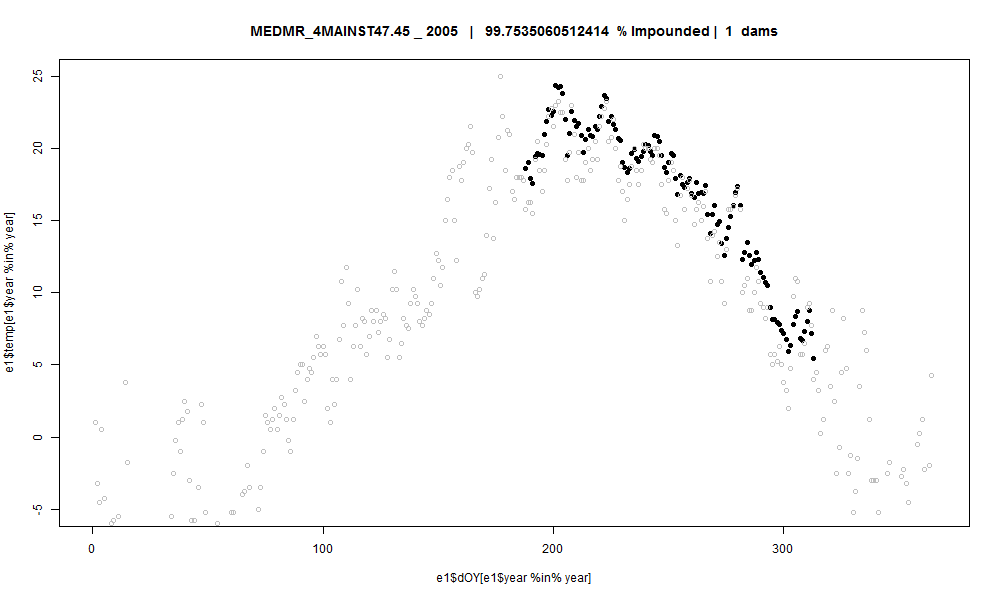 MEDMR_4MAINST47.45 _ 2005 | 99.7535060512414 % Impounded | 1 dams
e1$temp[e1$year %in% year]
25
20
15
10
5
0
-5
0 100 200 300
e1$dOY[e1$year %in% year]